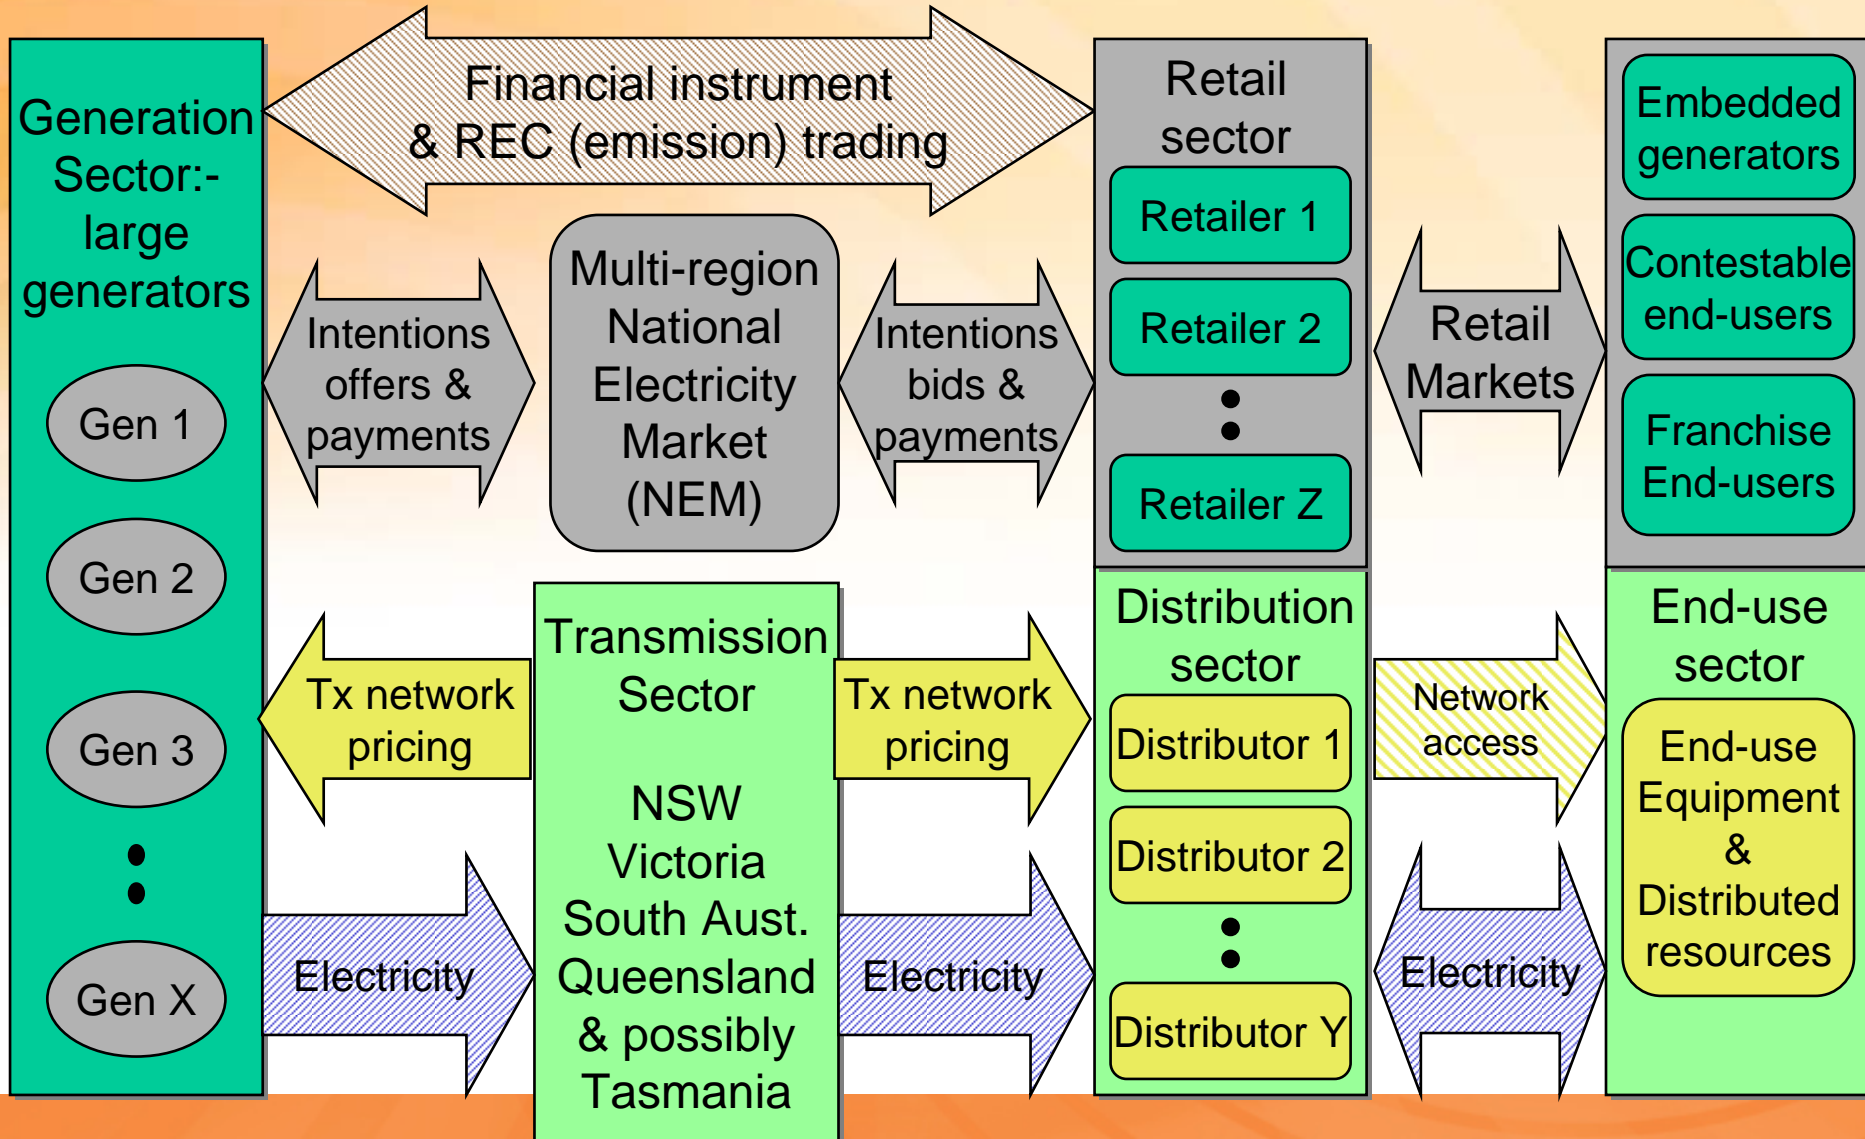 Generation
Sector:-
large
generators
Gen 1
Gen 2
Gen 3
Gen X
Financial instrument
& REC (emission) trading
Intentions
offers &
payments
Multi-region
National
Electricity
Market
(NEM)
Intentions
bids &
payments
Tx network
pricing
Transmission
Sector
NSW
Victoria
South Aust.
Queensland
& possibly
Tasmania
Tx network
pricing
Electricity
Electricity
Retail
sector
Retailer 1
Retailer 2
Retailer Z
Distribution
sector
Distributor 1
Distributor 2
Distributor Y
Retail
Markets
Network
access
Electricity
Embedded
generators
Contestable
end-users
Franchise
End-users
End-use
sector
End-use
Equipment
&
Distributed
resources